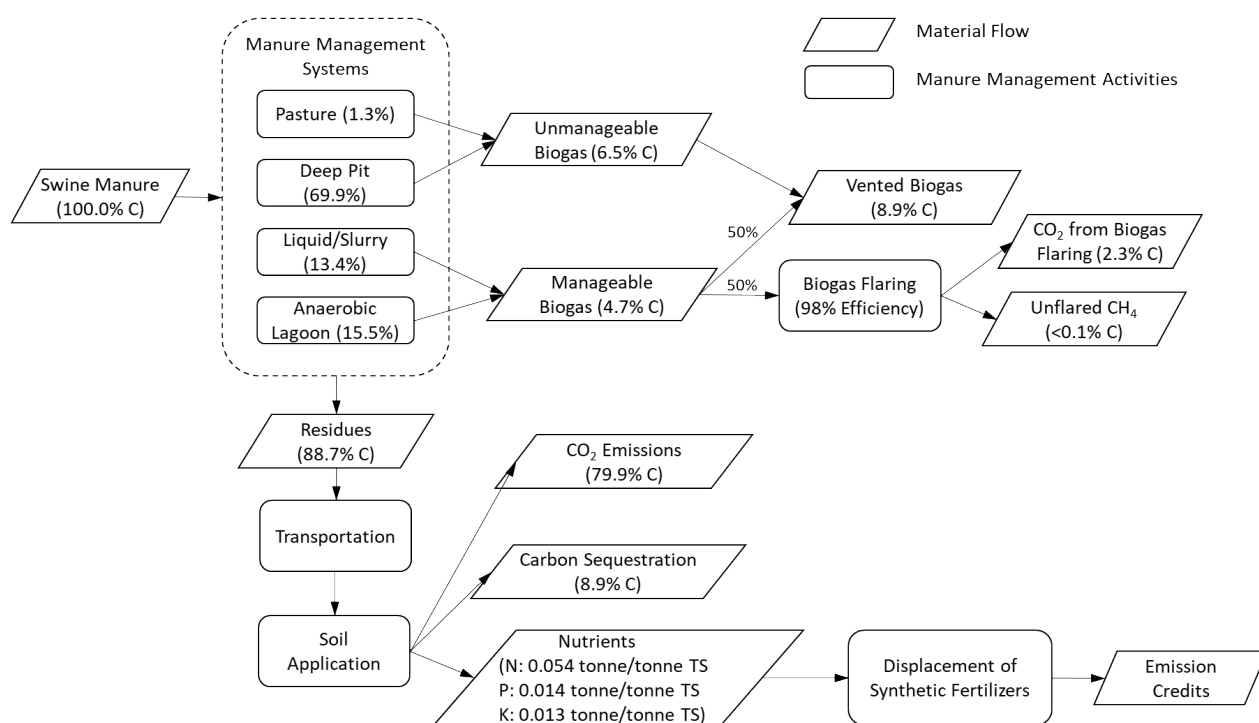 Manure Management
Systems
Pasture (1.3%)
Deep Pit
(69.9%)
Liquid/Slurry
(13.4%)
Anaerobic
Lagoon (15.5%)
Material Flow
Manure Management Activities
Swine Manure
(100.0% C)
Unmanageable
Biogas (6.5% C)
Manageable
Biogas (4.7% C)
50%
50%
Vented Biogas
(8.9% C)
Biogas Flaring
(98% Efficiency)
CO₂ from Biogas
Flaring (2.3% C)
Unflared CH₄
(<0.1% C)
Residues
(88.7% C)
Transportation
Soil
Application
CO₂ Emissions
(79.9% C)
Carbon Sequestration
(8.9% C)
Nutrients
(N: 0.054 tonne/tonne TS
P: 0.014 tonne/tonne TS
K: 0.013 tonne/tonne TS)
Displacement of
Synthetic Fertilizers
Emission
Credits